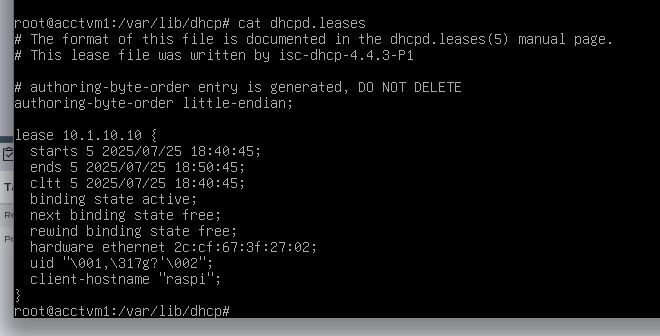 root@acctvm1:/var/lib/dhcp# cat dhcpd.leases
# The format of this file is documented in the dhcpd.leases(5) manual page.
# This lease file was written by isc-dhcp-4.4.3-P1

# authoring-byte-order entry is generated, DO NOT DELETE
authoring-byte-order little-endian;

lease 10.1.10.10 {
  starts 5 2025/07/25 18:40:45;
  ends 5 2025/07/25 18:50:45;
  cltt 5 2025/07/25 18:40:45;
  binding state active;
  next binding state free;
  rewind binding state free;
  hardware ethernet 2c:cf:67:3f:27:02;
  uid "\001,\317g?'\002";
  client-hostname "raspi";
}
root@acctvm1:/var/lib/dhcp#